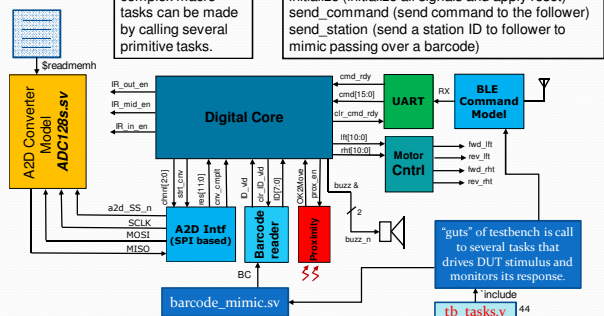 complex macro
tasks can be made
by calling several
primitive tasks.
initialize (initialize all signals and apply reset)
send_command (send command to the follower)
send_station (send a station ID to follower to
mimic passing over a barcode)
$readmemh
A2D Converter
Model
ADC128s.sv
IR_out_en
IR_mid_en
IR_in_en
Digital Core
cmd_rdy
cmd[15:0]
clr_cmd_rdy
UART
RX
BLE
Command
Model
lft[10:0]
rht[10:0]
Motor
Cntrl
fwd_lft
rev_lft
fwd_rht
rev_rht
chnnl[2:0]
strt_cnv
res[11:0]
cnv_cmplt
ID_vld
clr_ID_vld
ID[7:0]
OK2Move
prox_en
buzz &
2
buzz_n
a2d_SS_n
SCLK
MOSI
MISO
A2D Intf
(SPI based)
Barcode
reader
Proximity
BC
barcode_mimic.sv
"guts" of testbench is call
to several tasks that
drives DUT stimulus and
monitors its response.
`include
tb_tasks.v
44